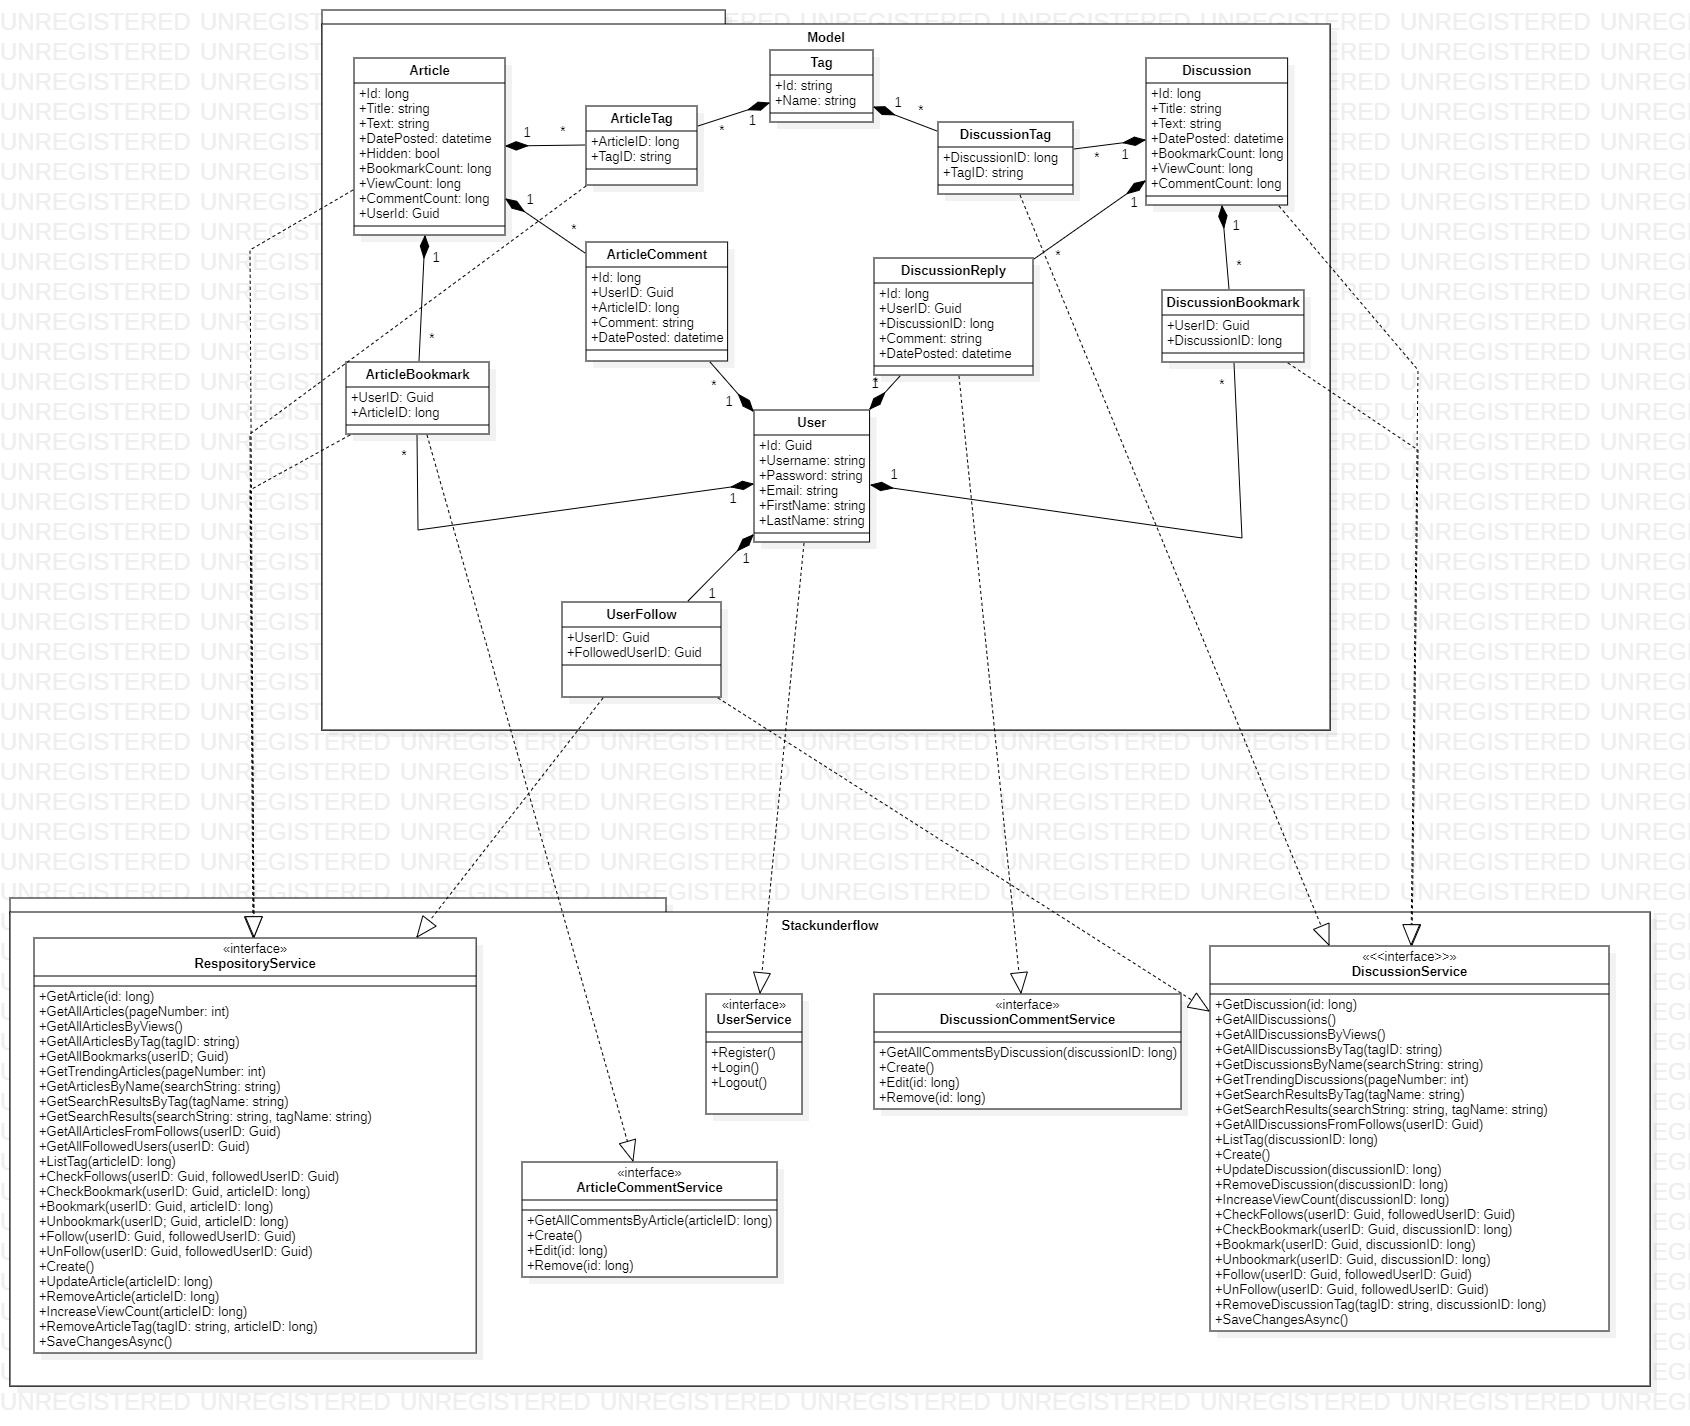 Model
Article
+Id: long
+Title: string
+Text: string
+DatePosted: datetime
+Hidden: bool
+BookmarkCount: long
+ViewCount: long
+CommentCount: long
+UserId: Guid
ArticleTag
+ArticleID: long
+TagID: string
Tag
+Id: string
+Name: string
DiscussionTag
+DiscussionID: long
+TagID: string
Discussion
+Id: long
+Title: string
+Text: string
+DatePosted: datetime
+BookmarkCount: long
+ViewCount: long
+CommentCount: long
1
*
*
1
1
*
*
1
1
*
1
*
1
*
1
*
ArticleComment
+Id: long
+UserID: Guid
+ArticleID: long
+Comment: string
+DatePosted: datetime
DiscussionReply
+Id: long
+UserID: Guid
+DiscussionID: long
+Comment: string
+DatePosted: datetime
DiscussionBookmark
+UserID: Guid
+DiscussionID: long
ArticleBookmark
+UserID: Guid
+ArticleID: long
*
1
*
1
*
1
*
1
User
+Id: Guid
+Username: string
+Password: string
+Email: string
+FirstName: string
+LastName: string
1
1
UserFollow
+UserID: Guid
+FollowedUserID: Guid
Stackunderflow
«interface»
RespositoryService
+GetArticle(id: long)
+GetAllArticles(pageNumber: int)
+GetAllArticlesByViews()
+GetAllArticlesByTag(tagID: string)
+GetAllBookmarks(userID; Guid)
+GetTrendingArticles(pageNumber: int)
+GetArticlesByName(searchString: string)
+GetSearchResultsByTag(tagName: string)
+GetSearchResults(searchString: string, tagName: string)
+GetAllArticlesFromFollows(userID: Guid)
+GetAllFollowedUsers(userID: Guid)
+ListTag(articleID: long)
+CheckFollows(userID: Guid, followedUserID: Guid)
+CheckBookmark(userID: Guid, articleID: long)
+Bookmark(userID: Guid, articleID: long)
+Unbookmark(userID; Guid, articleID: long)
+Follow(userID: Guid, followedUserID: Guid)
+UnFollow(userID: Guid, followedUserID: Guid)
+Create()
+UpdateArticle(articleID: long)
+RemoveArticle(articleID: long)
+IncreaseViewCount(articleID: long)
+RemoveArticleTag(tagID: string, articleID: long)
+SaveChangesAsync()
«interface»
ArticleCommentService
+GetAllCommentsByArticle(articleID: long)
+Create()
+Edit(id: long)
+Remove(id: long)
«interface»
UserService
+Register()
+Login()
+Logout()
«interface»
DiscussionCommentService
+GetAllCommentsByDiscussion(discussionID: long)
+Create()
+Edit(id: long)
+Remove(id: long)
«<<interface>>»
DiscussionService
+GetDiscussion(id: long)
+GetAllDiscussions()
+GetAllDiscussionsByViews()
+GetAllDiscussionsByTag(tagID: string)
+GetDiscussionsByName(searchString: string)
+GetTrendingDiscussions(pageNumber: int)
+GetSearchResultsByTag(tagName: string)
+GetSearchResults(searchString: string, tagName: string)
+GetAllDiscussionsFromFollows(userID: Guid)
+ListTag(discussionID: long)
+Create()
+UpdateDiscussion(discussionID: long)
+RemoveDiscussion(discussionID: long)
+IncreaseViewCount(discussionID: long)
+CheckFollows(userID: Guid, followedUserID: Guid)
+CheckBookmark(userID: Guid, discussionID: long)
+Bookmark(userID: Guid, discussionID: long)
+Unbookmark(userID: Guid, discussionID: long)
+Follow(userID: Guid, followedUserID: Guid)
+UnFollow(userID: Guid, followedUserID: Guid)
+RemoveDiscussionTag(tagID: string, discussionID: long)
+SaveChangesAsync()
UNREGISTERED